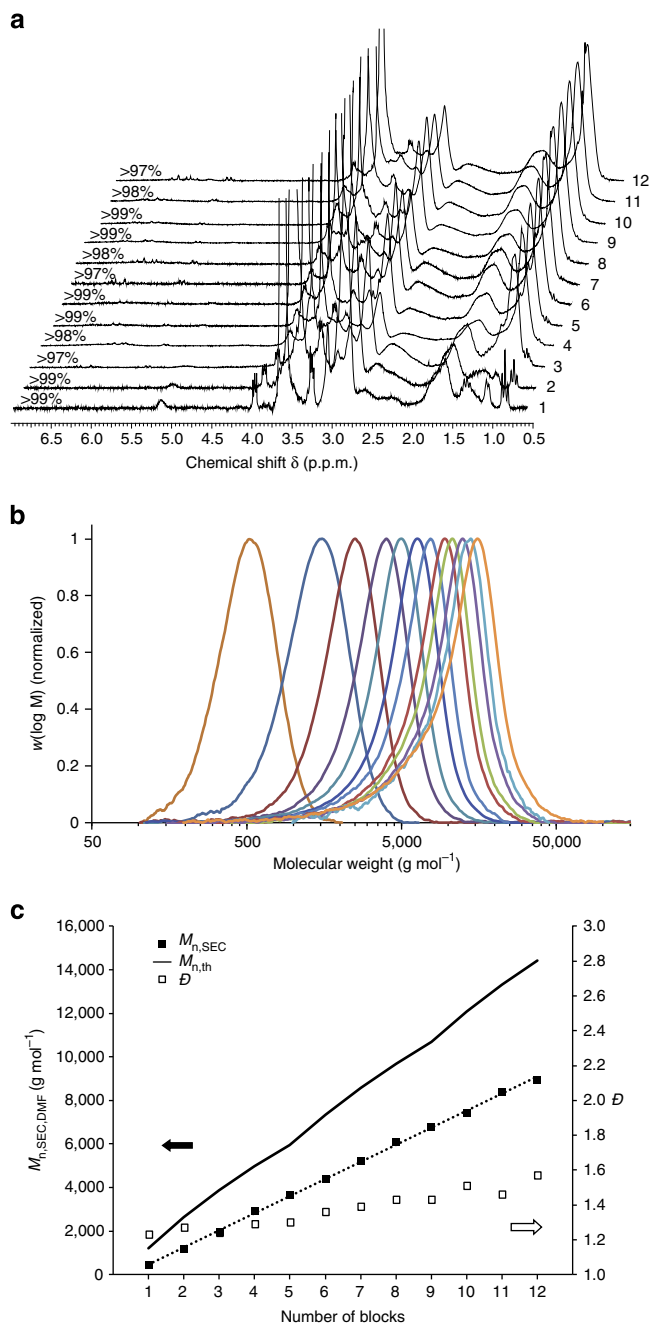 a
>97% 12
>98% 11
>99% 10
>99% 9
>98% 8
>97% 7
>99% 6
>99% 5
>98% 4
>97% 3
>99% 2
>99% 1
6.5 6.0 5.5 5.0 4.5 4.0 3.5 3.0 2.5 2.0 1.5 1.0 0.5
Chemical shift δ (p.p.m.)
b
w(log M) (normalized)
1
0.8
0.6
0.4
0.2
0
50 500 5,000 50,000
Molecular weight (g mol⁻¹)
c
Mn,SEC,DMF (g mol⁻¹)
16,000
14,000
12,000
10,000
8,000
6,000
4,000
2,000
0
Mn,SEC
Mn,th
Đ
3.0
2.8
2.6
2.4
2.2
2.0
1.8
1.6
1.4
1.2
1.0
Đ
1 2 3 4 5 6 7 8 9 10 11 12
Number of blocks